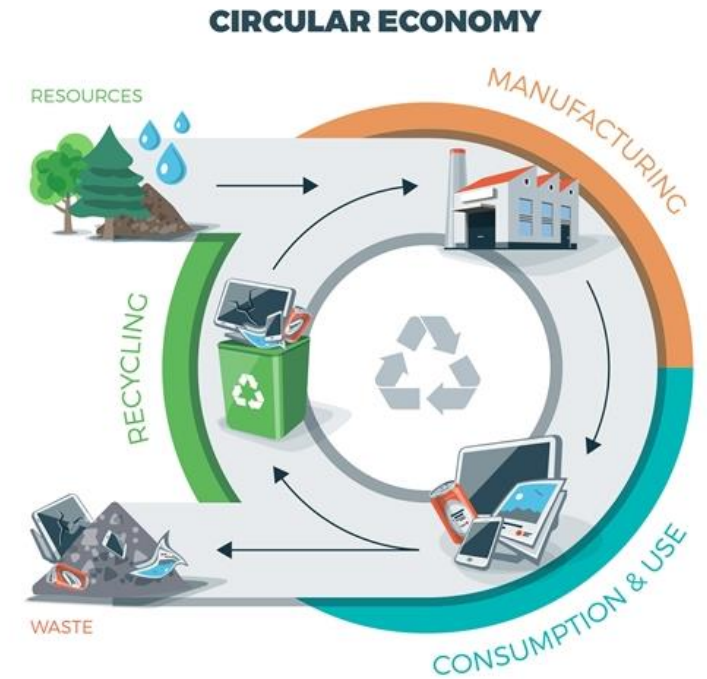 CIRCULAR ECONOMY
RESOURCES
MANUFACTURING
RECYCLING
CONSUMPTION & USE
WASTE